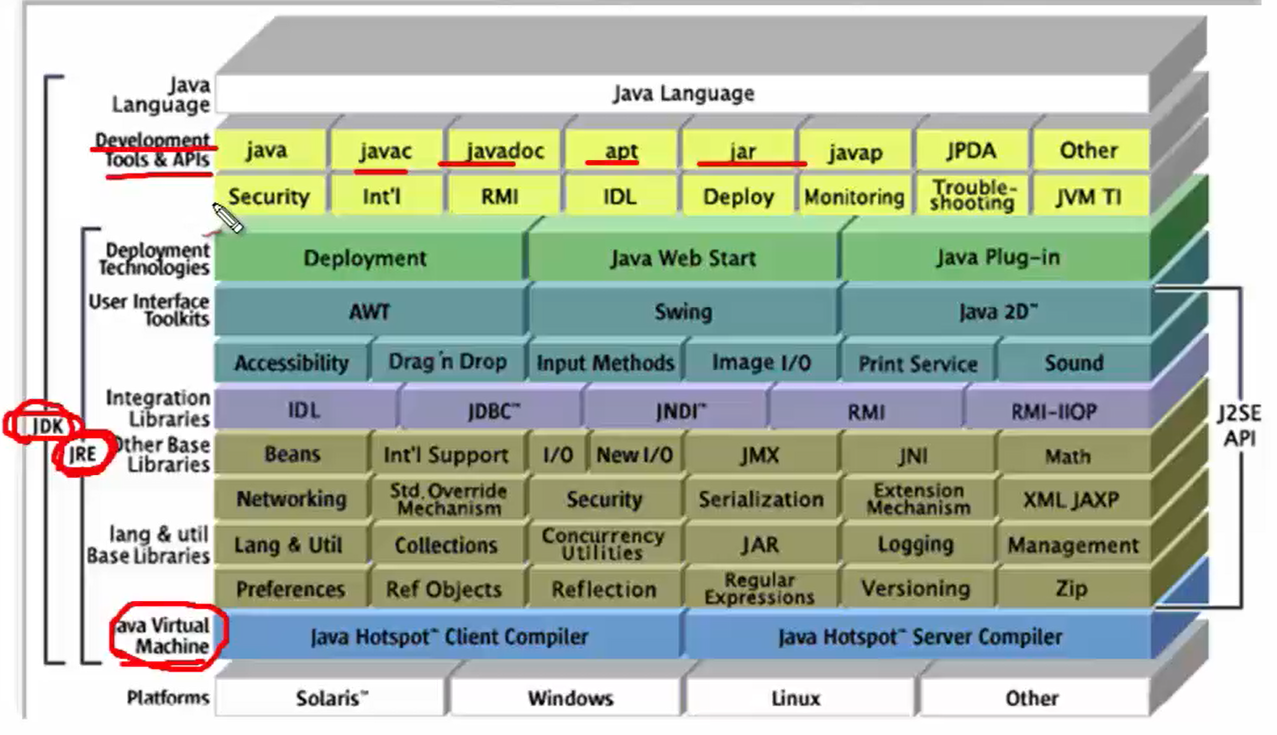 Java
Language
Java Language
Development
Tools & APIs
java javac javadoc apt jar javap JPDA Other
Security Int'l RMI IDL Deploy Monitoring Trouble-
shooting JVM TI
Deployment
Technologies
Deployment Java Web Start Java Plug-in
User Interface
Toolkits
AWT Swing Java 2D™
Accessibility Drag'n Drop Input Methods Image I/O Print Service Sound
Integration
Libraries
IDL JDBC™ JNDI™ RMI RMI-IIOP
JDK
JRE
J2SE
API
Other Base
Libraries
Beans Int'l Support I/O New I/O JMX JNI Math
Networking Std. Override
Mechanism Security Serialization Extension
Mechanism XML JAXP
lang & util
Base Libraries
Lang & Util Collections Concurrency
Utilities JAR Logging Management
Preferences Ref Objects Reflection Regular
Expressions Versioning Zip
ava Virtual
Machine
Java Hotspot™ Client Compiler Java Hotspot™ Server Compiler
Platforms
Solaris™ Windows Linux Other